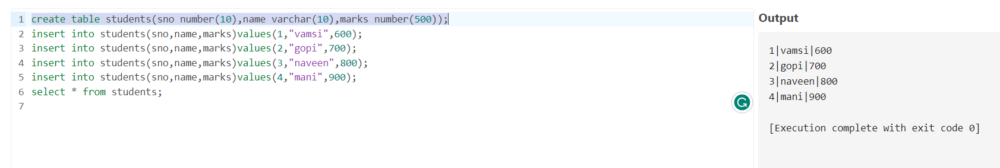 1 create table students(sno number(10),name varchar(10),marks number(500));
2 insert into students(sno,name,marks)values(1,"vamsi",600);
3 insert into students(sno,name,marks)values(2,"gopi",700);
4 insert into students(sno,name,marks)values(3,"naveen",800);
5 insert into students(sno,name,marks)values(4,"mani",900);
6 select * from students;
7
G
Output
1|vamsi|600
2|gopi|700
3|naveen|800
4|mani|900
[Execution complete with exit code 0]